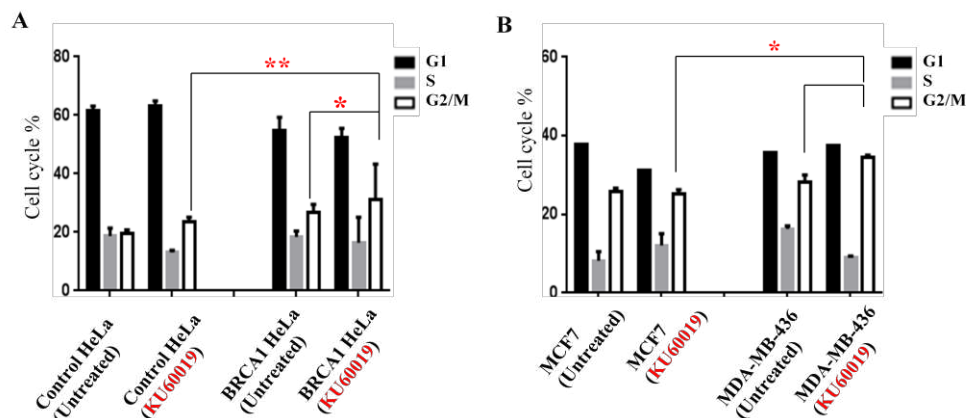 A
80
60
40
20
0
Cell cycle %
**
*
G1
S
G2/M
Control HeLa
(Untreated)
Control HeLa
(KU60019)
BRCA1 HeLa
(Untreated)
BRCA1 HeLa
(KU60019)
B
60
40
20
0
Cell cycle %
*
G1
S
G2/M
MCF7
(Untreated)
MCF7
(KU60019)
MDA-MB-436
(Untreated)
MDA-MB-436
(KU60019)